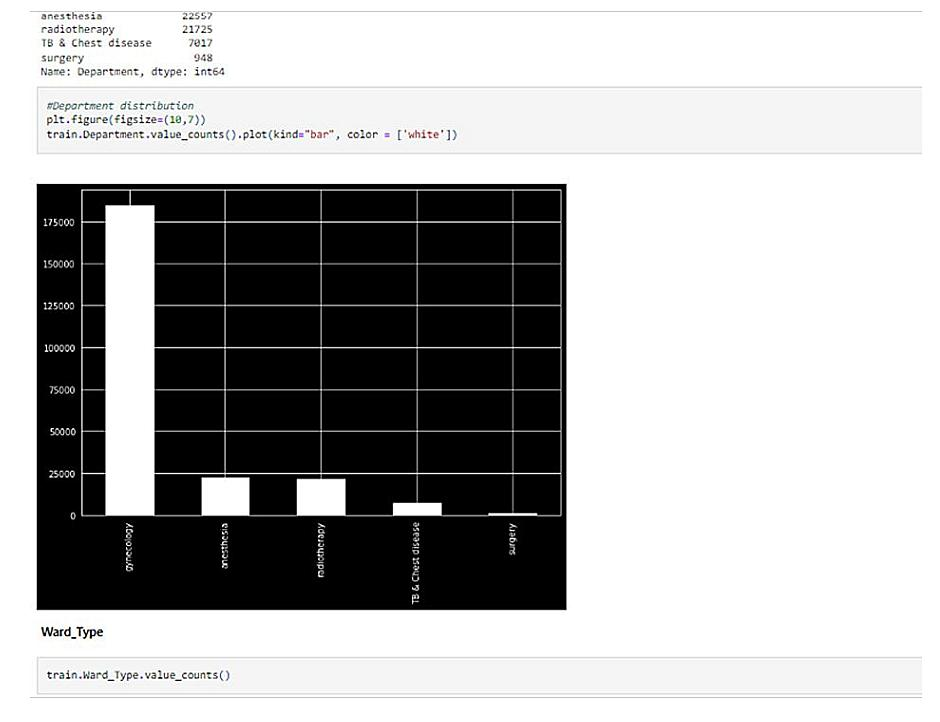 anesthesia 22557
radiotherapy 21725
TB & Chest disease 7017
surgery 948
Name: Department, dtype: int64
#Department distribution
plt.figure(figsize=(10,7))
train.Department.value_counts().plot(kind="bar", color = ['white'])
175000
150000
125000
100000
75000
50000
25000
0
gynecology
anesthesia
radiotherapy
TB & Chest disease
surgery
Ward_Type
train.Ward_Type.value_counts()